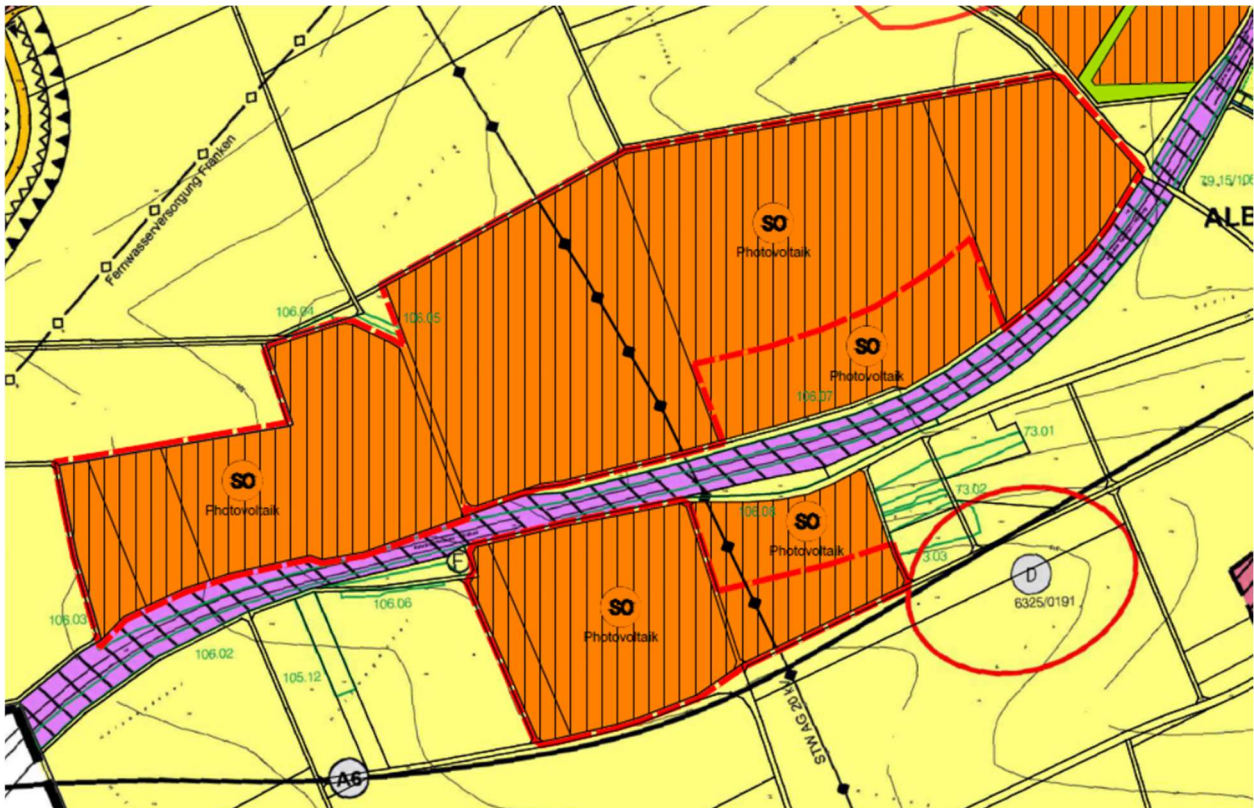 Fernwasserversorgung Franken
79.15/106
ALB
SO
Photovoltaik
106.04
106.05
SO
Photovoltaik
106.07
73.01
SO
Photovoltaik
73.02
106.08
SO
Photovoltaik
3.03
E
D
6325/0191
106.06
SO
Photovoltaik
106.03
106.02
105.12
STW AG 20 kV
A6